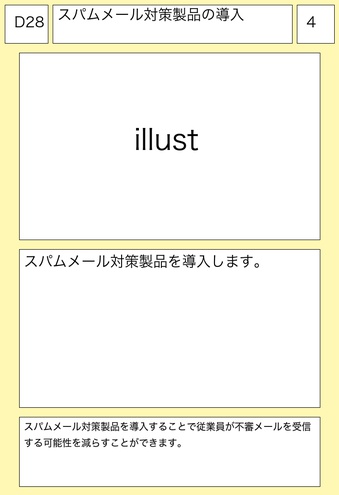 D28
スパムメール対策製品の導入
4
illust
スパムメール対策製品を導入します。
スパムメール対策製品を導入することで従業員が不審メールを受信
する可能性を減らすことができます。